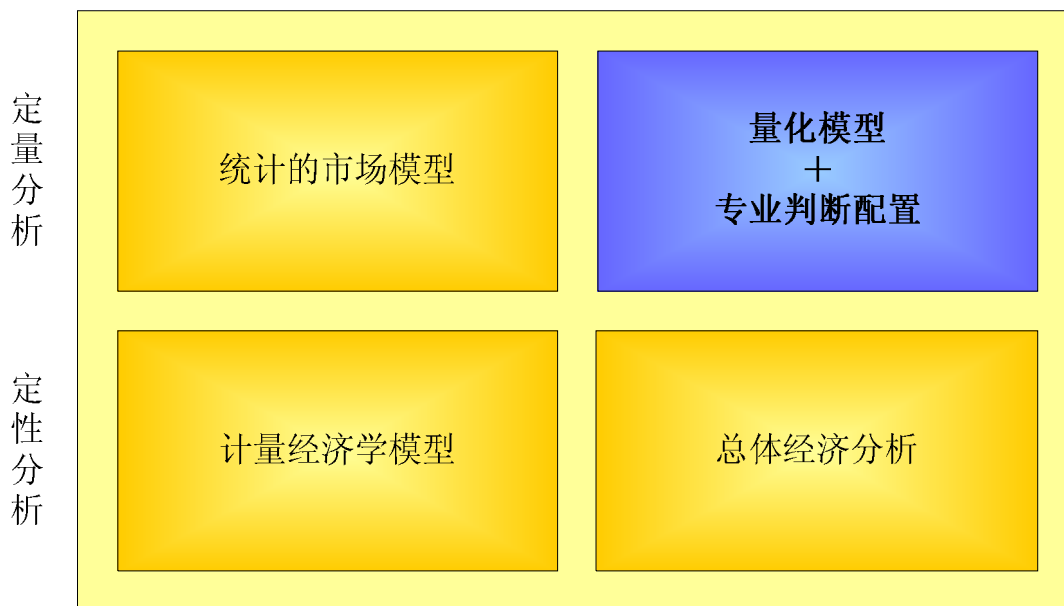 定量分析
统计的市场模型
量化模型
＋
专业判断配置
定性分析
计量经济学模型
总体经济分析